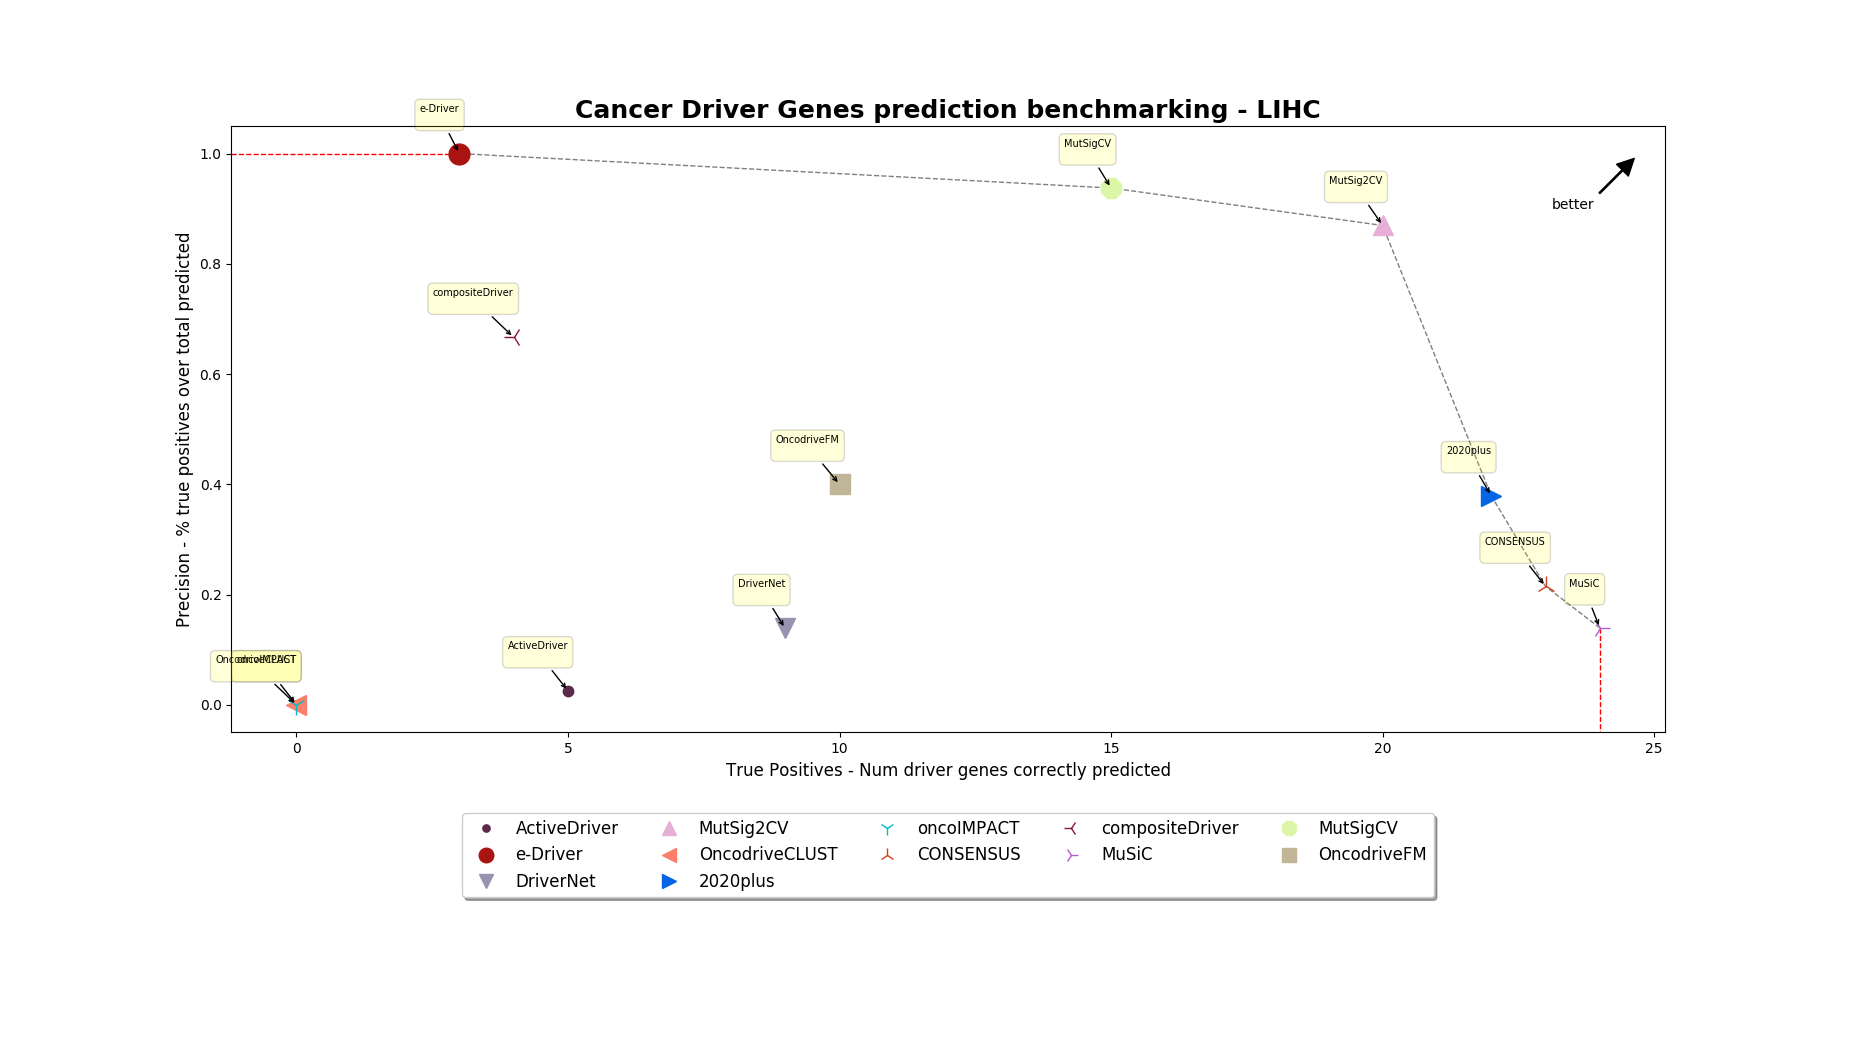 Cancer Driver Genes prediction benchmarking - LIHC
e-Driver
MutSigCV
MutSig2CV
better
compositeDriver
OncodriveFM
2020plus
CONSENSUS
MuSiC
DriverNet
ActiveDriver
OncodriveCLUST
oncoIMPACT
Precision - % true positives over total predicted
1.0
0.8
0.6
0.4
0.2
0.0
0 5 10 15 20 25
True Positives - Num driver genes correctly predicted
ActiveDriver MutSig2CV oncoIMPACT compositeDriver MutSigCV
e-Driver OncodriveCLUST CONSENSUS MuSiC OncodriveFM
DriverNet 2020plus